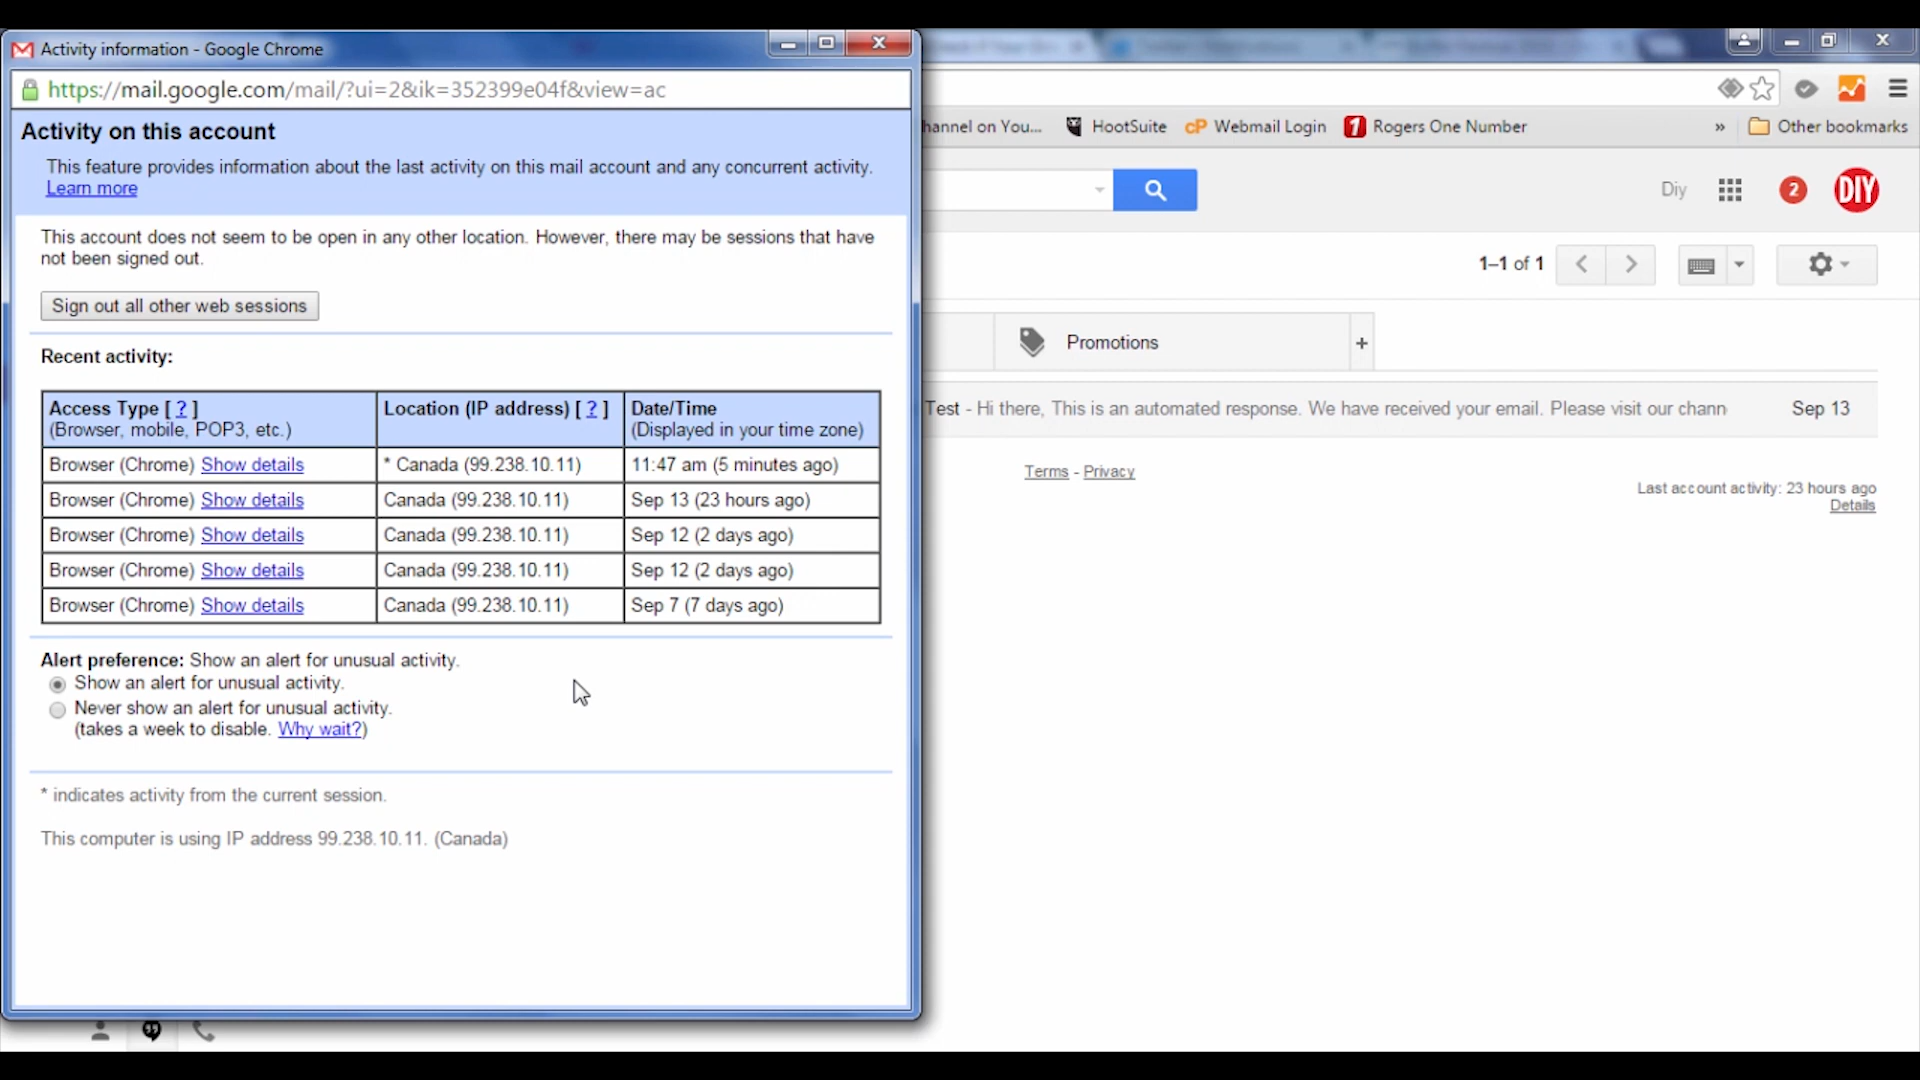 Activity information - Google Chrome
https://mail.google.com/mail/?ui=2&ik=352399e04f&view=ac
Activity on this account
This feature provides information about the last activity on this mail account and any concurrent activity.
Learn more
This account does not seem to be open in any other location. However, there may be sessions that have
not been signed out.
Sign out all other web sessions
Recent activity:
Access Type [ ? ]
(Browser, mobile, POP3, etc.)
Location (IP address) [ ? ]
Date/Time
(Displayed in your time zone)
Browser (Chrome) Show details * Canada (99.238.10.11) 11:47 am (5 minutes ago)
Browser (Chrome) Show details Canada (99.238.10.11) Sep 13 (23 hours ago)
Browser (Chrome) Show details Canada (99.238.10.11) Sep 12 (2 days ago)
Browser (Chrome) Show details Canada (99.238.10.11) Sep 12 (2 days ago)
Browser (Chrome) Show details Canada (99.238.10.11) Sep 7 (7 days ago)
Alert preference: Show an alert for unusual activity.
Show an alert for unusual activity.
Never show an alert for unusual activity.
(takes a week to disable. Why wait?)
* indicates activity from the current session.
This computer is using IP address 99.238.10.11. (Canada)
hannel on You... HootSuite cP Webmail Login 1 Rogers One Number » Other bookmarks
Diy 2 DIY
1–1 of 1
Promotions +
Test - Hi there, This is an automated response. We have received your email. Please visit our chann Sep 13
Terms - Privacy
Last account activity: 23 hours ago
Details